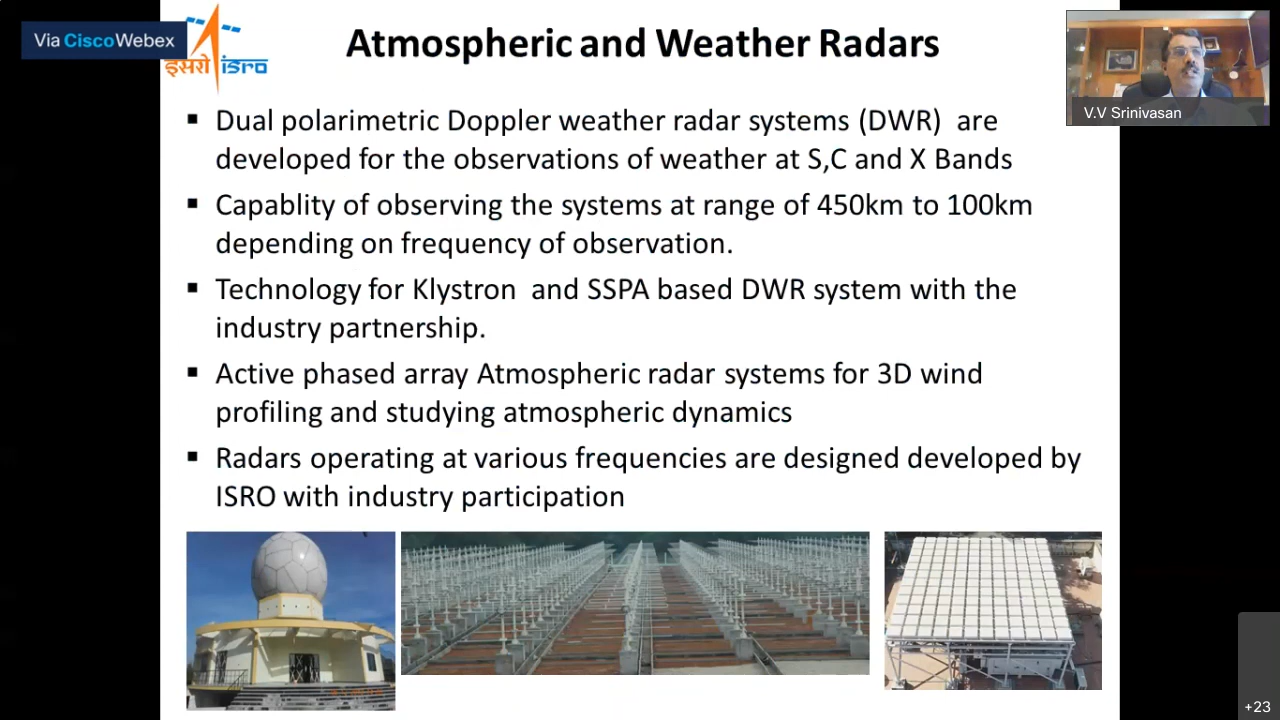 Via Cisco Webex
इसरो isro
Atmospheric and Weather Radars
V.V Srinivasan
▪ Dual polarimetric Doppler weather radar systems (DWR) are
developed for the observations of weather at S,C and X Bands
▪ Capablity of observing the systems at range of 450km to 100km
depending on frequency of observation.
▪ Technology for Klystron and SSPA based DWR system with the
industry partnership.
▪ Active phased array Atmospheric radar systems for 3D wind
profiling and studying atmospheric dynamics
▪ Radars operating at various frequencies are designed developed by
ISRO with industry participation
+23